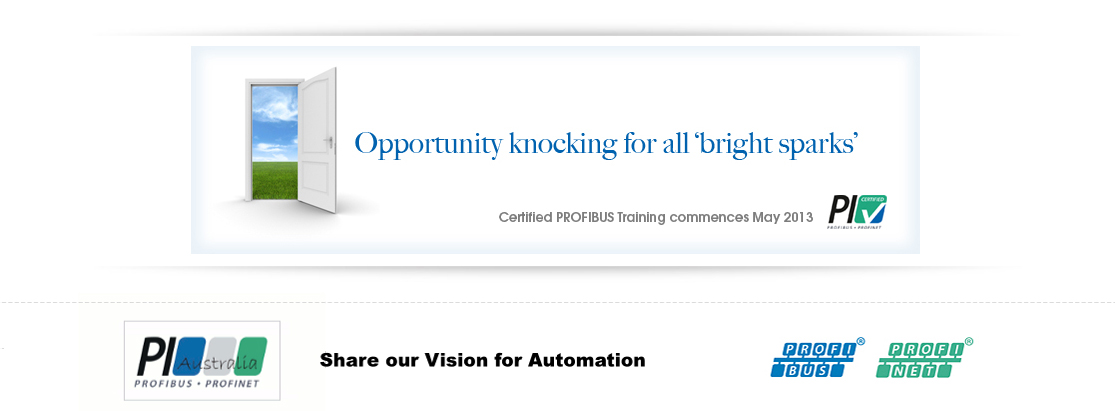 Opportunity knocking for all ‘bright sparks’
Certified PROFIBUS Training commences May 2013
PI CERTIFIED
PROFIBUS • PROFINET
PI Australia
PROFIBUS • PROFINET
Share our Vision for Automation
PROFI®
BUS
PROFI®
NET